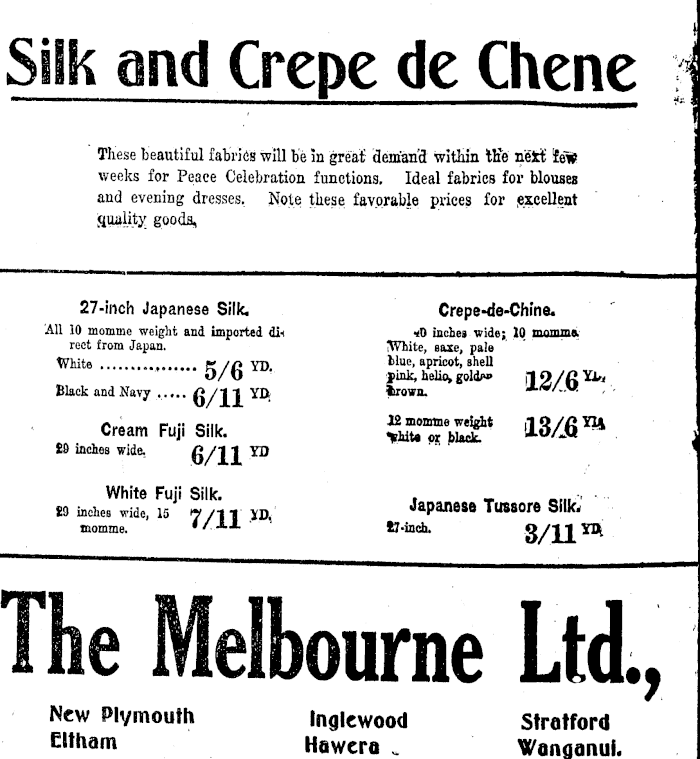 Silk and Crepe de Chene
These beautiful fabrics will be in great demand within the next few
weeks for Peace Celebration functions. Ideal fabrics for blouses
and evening dresses. Note these favorable prices for excellent
quality goods,
27-inch Japanese Silk.
All 10 momme weight and imported di-
rect from Japan.
White ................ 5/6 YD.
Black and Navy ..... 6/11 YD.
Cream Fuji Silk.
29 inches wide. 6/11 YD
White Fuji Silk.
29 inches wide, 15
momme. 7/11 YD.
Crepe-de-Chine.
40 inches wide; 10 momme
White, saxe, pale
blue, apricot, shell
pink, helio, golden
brown. 12/6 YD.
12 momme weight
white or black. 13/6 YD.
Japanese Tussore Silk.
27-inch. 3/11 YD.
The Melbourne Ltd.,
New Plymouth Inglewood Stratford
Eltham Hawera Wanganui.